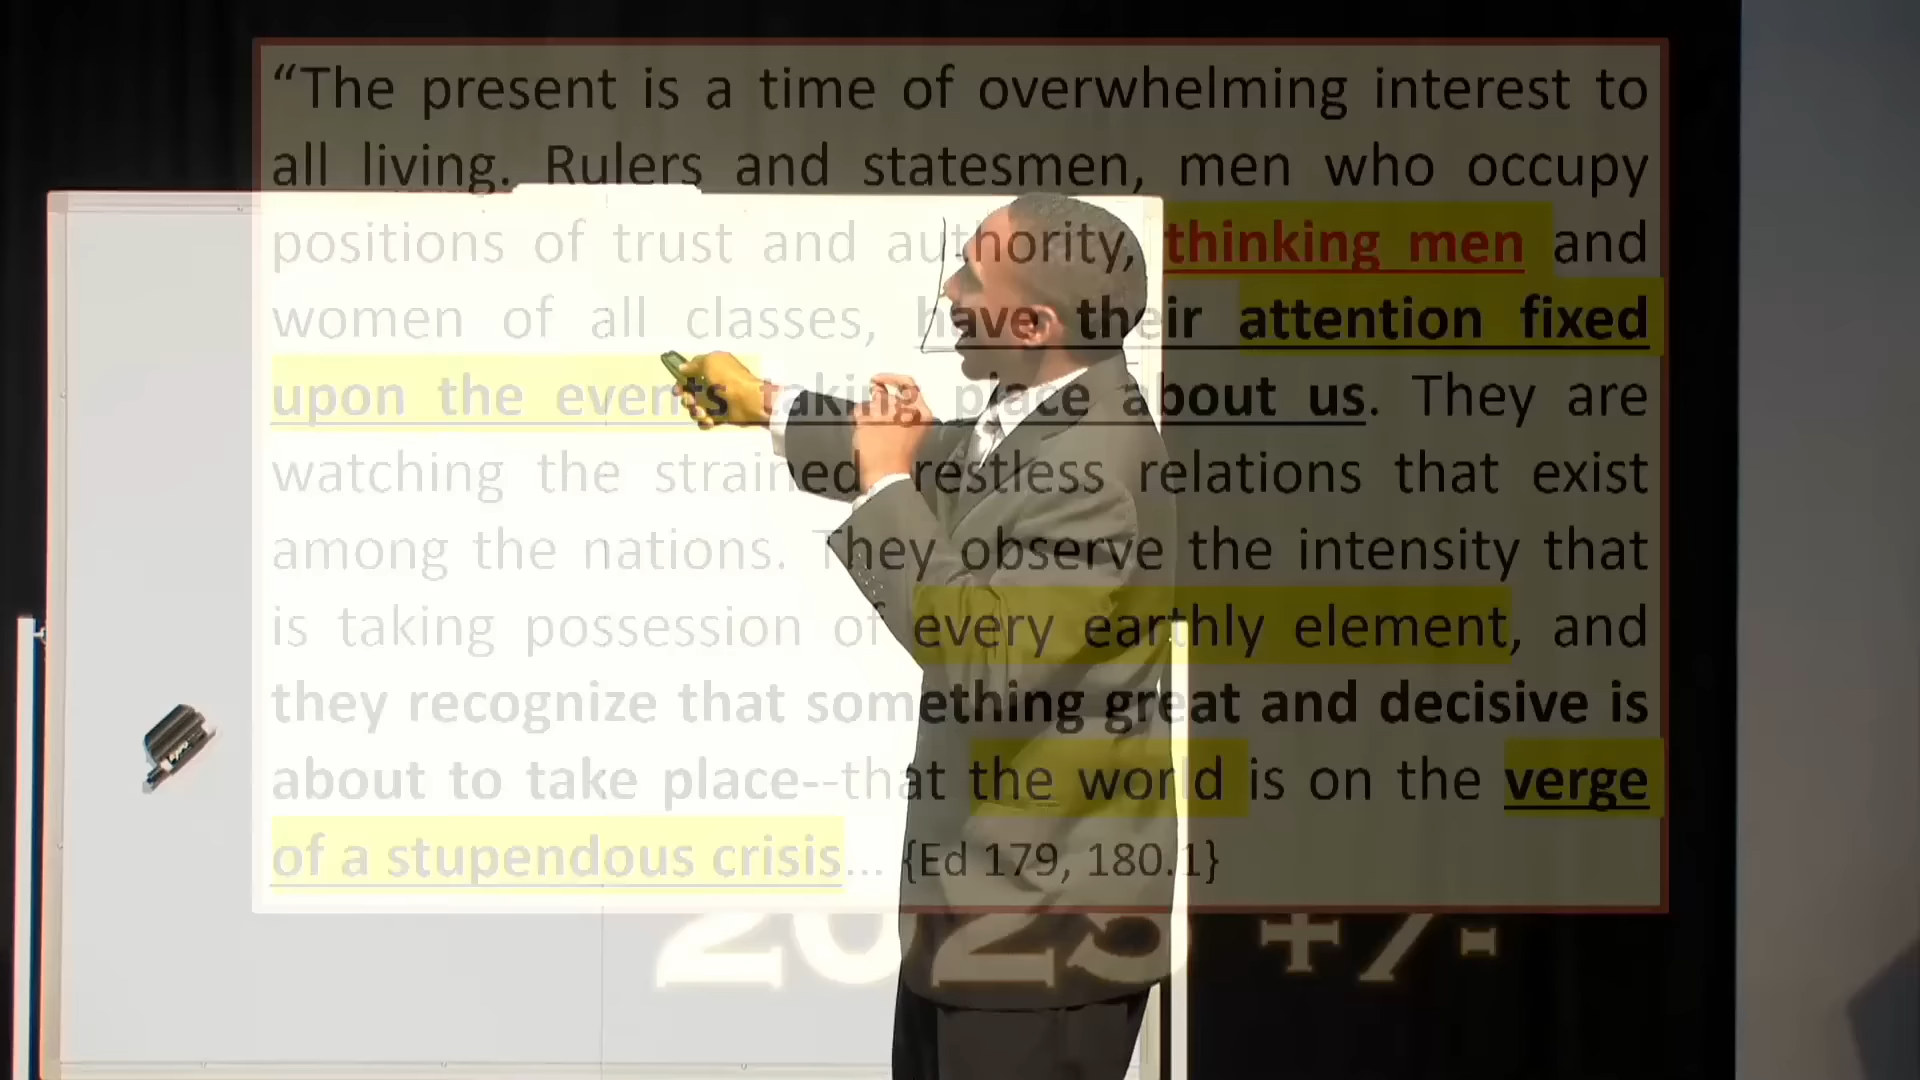 “The present is a time of overwhelming interest to
all living. Rulers and statesmen, men who occupy
positions of trust and authority, thinking men and
women of all classes, have their attention fixed
upon the events taking place about us. They are
watching the strained, restless relations that exist
among the nations. They observe the intensity that
is taking possession of every earthly element, and
they recognize that something great and decisive is
about to take place--that the world is on the verge
of a stupendous crisis... {Ed 179, 180.1}
2025 +/-